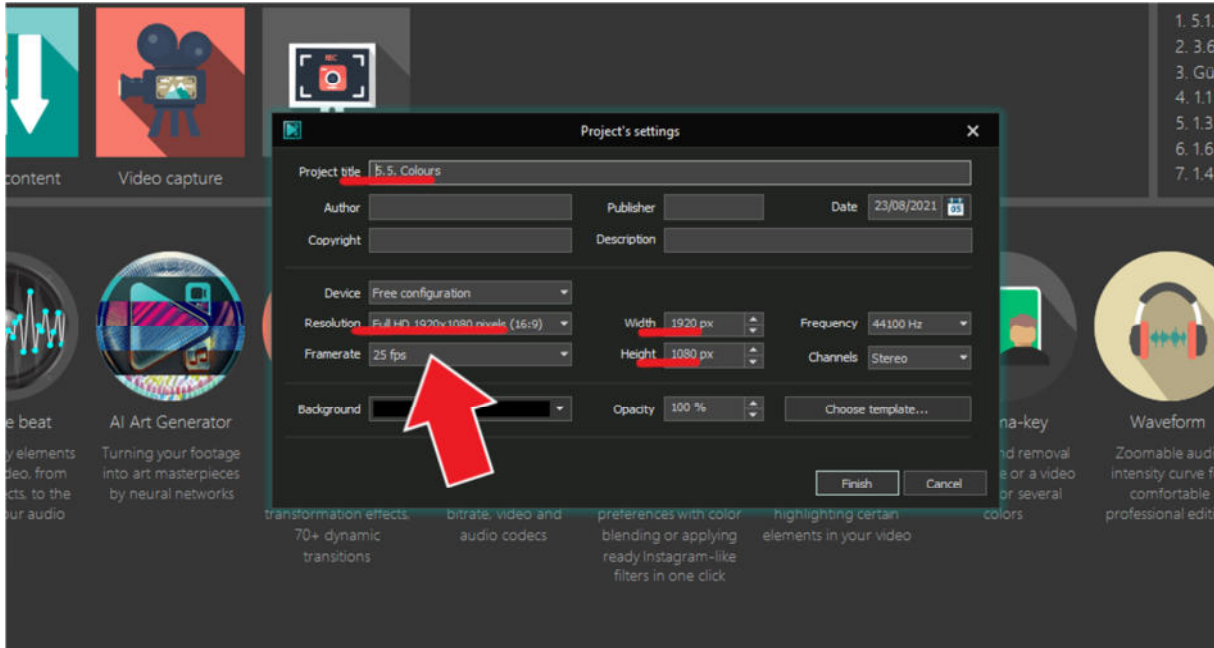 1. 5.1.
2. 3.6
3. Gü
4. 1.1
5. 1.3
6. 1.6
7. 1.4
REC
content
Video capture
Project's settings
Project title 5.5. Colours
Author Publisher Date 23/08/2021
05
Copyright Description
Device Free configuration
Resolution Full HD 1920x1080 pixels (16:9) Width 1920 px Frequency 44100 Hz
Framerate 25 fps Height 1080 px Channels Stereo
Background Opacity 100 % Choose template...
Finish Cancel
e beat
y elements
deo, from
cts, to the
our audio
AI Art Generator
Turning your footage
into art masterpieces
by neural networks
transformation effects,
70+ dynamic
transitions
bitrate, video and
audio codecs
preferences with color
blending or applying
ready Instagram-like
filters in one click
highlighting certain
elements in your video
ma-key
nd removal
e or a video
or several
colors
Waveform
Zoomable audi
intensity curve f
comfortable
professional editi